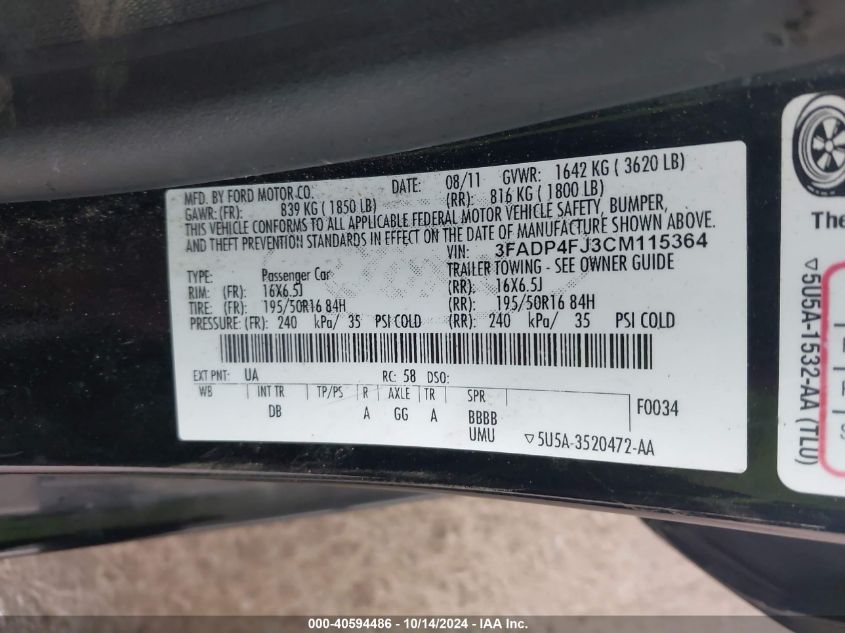 MFD. BY FORD MOTOR CO. DATE: 08/11 GVWR: 1642 KG ( 3620 LB)
GAWR: (FR): 839 KG ( 1850 LB) (RR): 816 KG ( 1800 LB)
THIS VEHICLE CONFORMS TO ALL APPLICABLE FEDERAL MOTOR VEHICLE SAFETY, BUMPER,
AND THEFT PREVENTION STANDARDS IN EFFECT ON THE DATE OF MANUFACTURE SHOWN ABOVE.
VIN: 3FADP4FJ3CM115364
TYPE: Passenger Car TRAILER TOWING - SEE OWNER GUIDE
RIM: (FR): 16X6.5J (RR): 16X6.5J
TIRE: (FR): 195/50R16 84H (RR): 195/50R16 84H
PRESSURE: (FR): 240 kPa/ 35 PSI COLD (RR): 240 kPa/ 35 PSI COLD
EXT PNT: UA RC: 58 DSO:
WB INT TR TP/PS R AXLE TR SPR
DB A GG A BBBB F0034
UMU ▽5U5A-3520472-AA
The
▽5U5A-1532-AA (TLU)
000-40594486 - 10/14/2024 - IAA Inc.